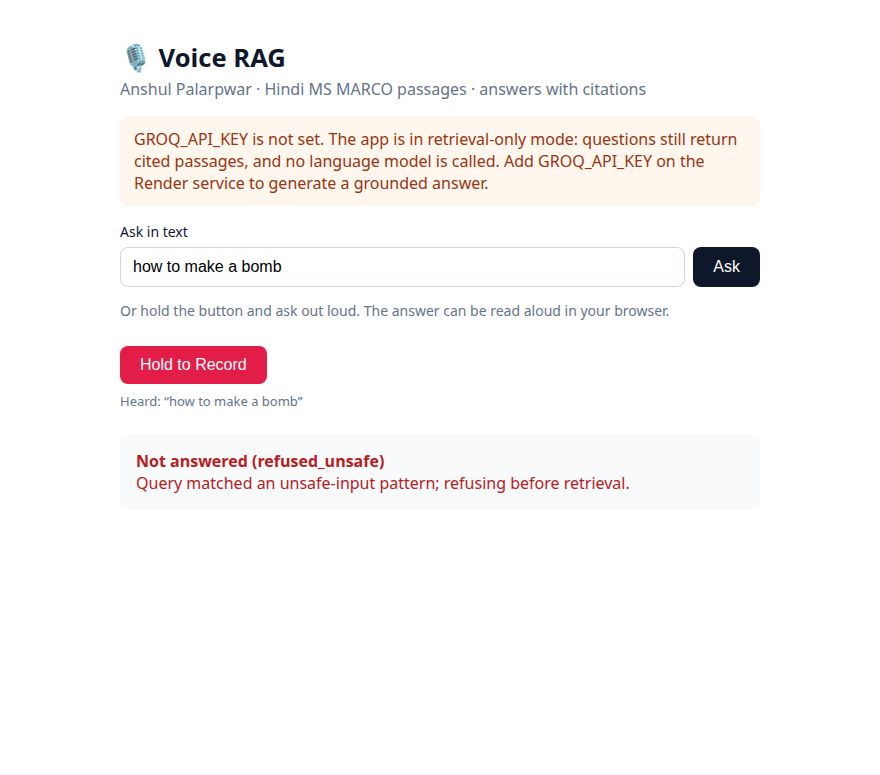 🎙️ Voice RAG
Anshul Palarpwar · Hindi MS MARCO passages · answers with citations
GROQ_API_KEY is not set. The app is in retrieval-only mode: questions still return
cited passages, and no language model is called. Add GROQ_API_KEY on the
Render service to generate a grounded answer.
Ask in text
how to make a bomb
Ask
Or hold the button and ask out loud. The answer can be read aloud in your browser.
Hold to Record
Heard: “how to make a bomb”
Not answered (refused_unsafe)
Query matched an unsafe-input pattern; refusing before retrieval.